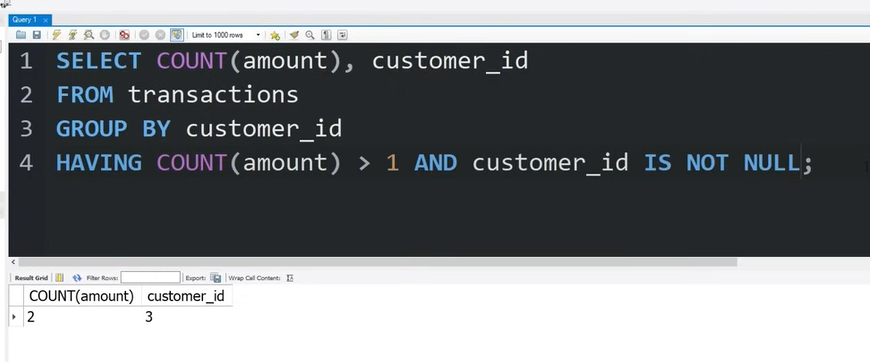 Query 1
Limit to 1000 rows
1 SELECT COUNT(amount), customer_id
2 FROM transactions
3 GROUP BY customer_id
4 HAVING COUNT(amount) > 1 AND customer_id IS NOT NULL;
Result Grid Filter Rows: Export: Wrap Cell Content:
COUNT(amount) customer_id
2 3